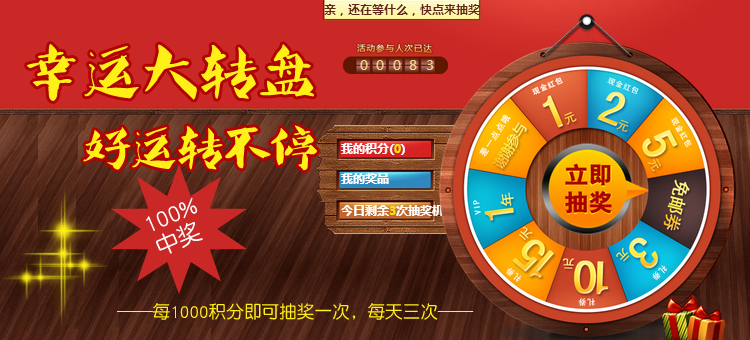 亲，还在等什么，快点来抽奖
活动参与人次已达
00083
幸运大转盘
好运转不停
我的积分(0)
我的奖品
今日剩余3次抽奖机
100%
中奖
每1000积分即可抽奖一次，每天三次
立即
抽奖
现金红包
1元
现金红包
2元
现金红包
5元
免邮券
礼券
3元
礼券
10元
礼券
15元
VIP
1年
差一点点哦
谢谢参与